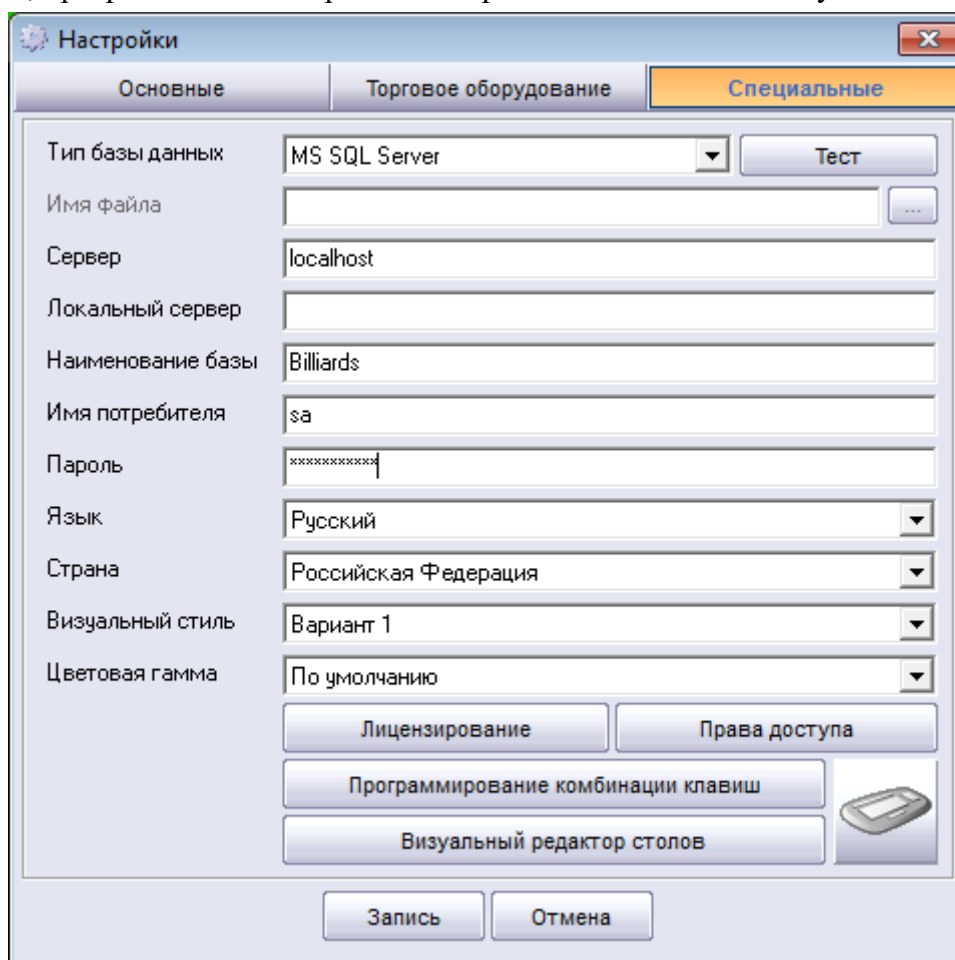 Настройки
Основные Торговое оборудование Специальные
Тип базы данных MS SQL Server Тест
Имя файла ...
Сервер localhost
Локальный сервер
Наименование базы Billiards
Имя потребителя sa
Пароль ***********
Язык Русский
Страна Российская Федерация
Визуальный стиль Вариант 1
Цветовая гамма По умолчанию
Лицензирование Права доступа
Программирование комбинации клавиш
Визуальный редактор столов
Запись Отмена